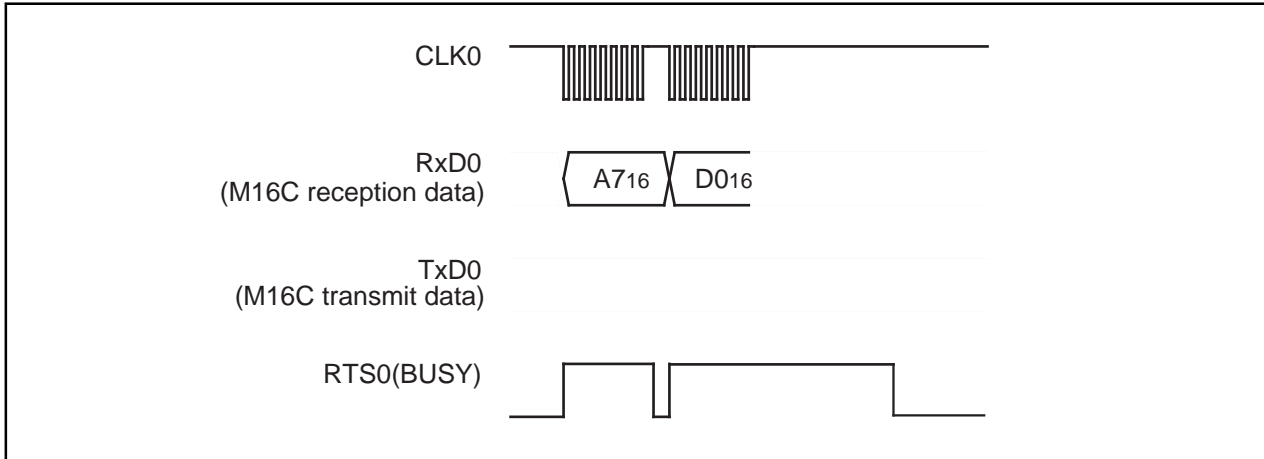 CLK0
RxD0
(M16C reception data)
A716
D016
TxD0
(M16C transmit data)
RTS0(BUSY)